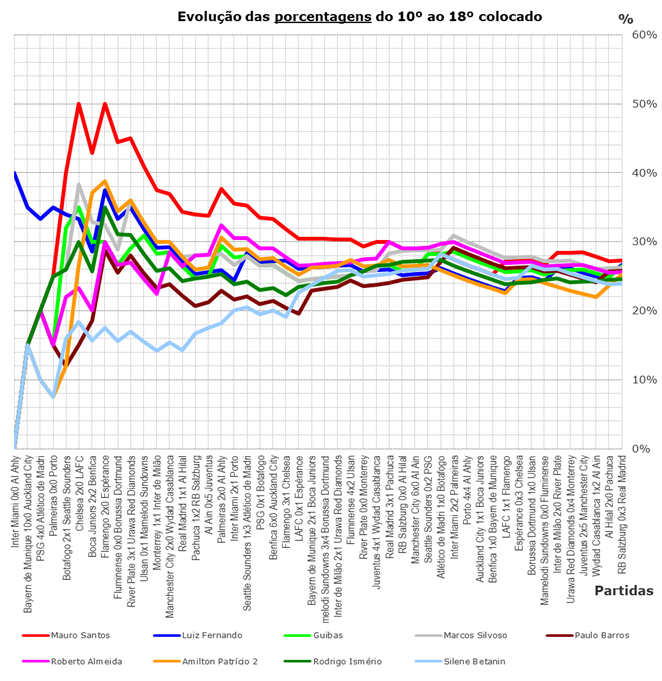 Evolução das porcentagens do 10º ao 18º colocado
%
60%
50%
40%
30%
20%
10%
0%
Inter Miami 0x0 Al Ahly
Bayern de Munique 10x0 Auckland City
PSG 4x0 Atlético de Madri
Palmeiras 0x0 Porto
Botafogo 2x1 Seattle Sounders
Chelsea 2x0 LAFC
Boca Juniors 2x2 Benfica
Flamengo 2x0 Espérance
Fluminense 0x0 Borussia Dortmund
River Plate 3x1 Urawa Red Diamonds
Ulsan 0x1 Mamelodi Sundowns
Monterrey 1x1 Inter de Milão
Manchester City 2x0 Wydad Casablanca
Real Madrid 1x1 Al Hilal
Pachuca 1x2 RB Salzburg
Al Ain 0x5 Juventus
Palmeiras 2x0 Al Ahly
Inter Miami 2x1 Porto
Seattle Sounders 1x3 Atlético de Madri
PSG 0x1 Botafogo
Benfica 6x0 Auckland City
Flamengo 3x1 Chelsea
LAFC 0x1 Espérance
Bayern de Munique 2x1 Boca Juniors
melodi Sundowns 3x4 Borussia Dortmund
Inter de Milão 2x1 Urawa Red Diamonds
Fluminense 4x2 Ulsan
River Plate 0x0 Monterrey
Juventus 4x1 Wydad Casablanca
Real Madrid 3x1 Pachuca
RB Salzburg 0x0 Al Hilal
Manchester City 6x0 Al Ain
Seattle Sounders 0x2 PSG
Atlético de Madri 1x0 Botafogo
Inter Miami 2x2 Palmeiras
Porto 4x4 Al Ahly
Auckland City 1x1 Boca Juniors
Benfica 1x0 Bayern de Munique
LAFC 1x1 Flamengo
Espérance 0x3 Chelsea
Borussia Dortmund 1x0 Ulsan
Mamelodi Sundowns 0x0 Fluminense
Inter de Milão 2x0 River Plate
Urawa Red Diamonds 0x4 Monterrey
Juventus 2x5 Manchester City
Wydad Casablanca 1x2 Al Ain
Al Hilal 2x0 Pachuca
RB Salzburg 0x3 Real Madrid
Partidas
Mauro Santos
Luiz Fernando
Guibas
Marcos Silvoso
Paulo Barros
Roberto Almeida
Amilton Patrício 2
Rodrigo Ismério
Silene Betanin